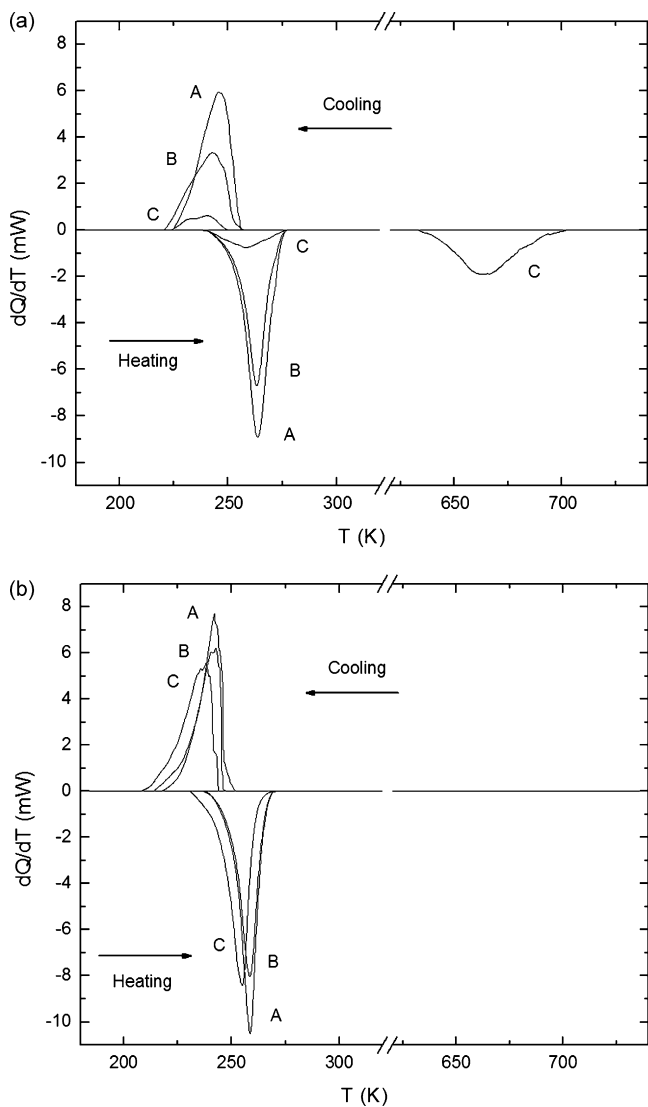 (a)
8
6
4
2
0
-2
-4
-6
-8
-10
dQ/dT (mW)
A
B
C
Cooling
C
C
Heating
B
A
200
250
300
650
700
T (K)
(b)
8
6
4
2
0
-2
-4
-6
-8
-10
dQ/dT (mW)
A
B
C
Cooling
C
B
Heating
A
200
250
300
650
700
T (K)